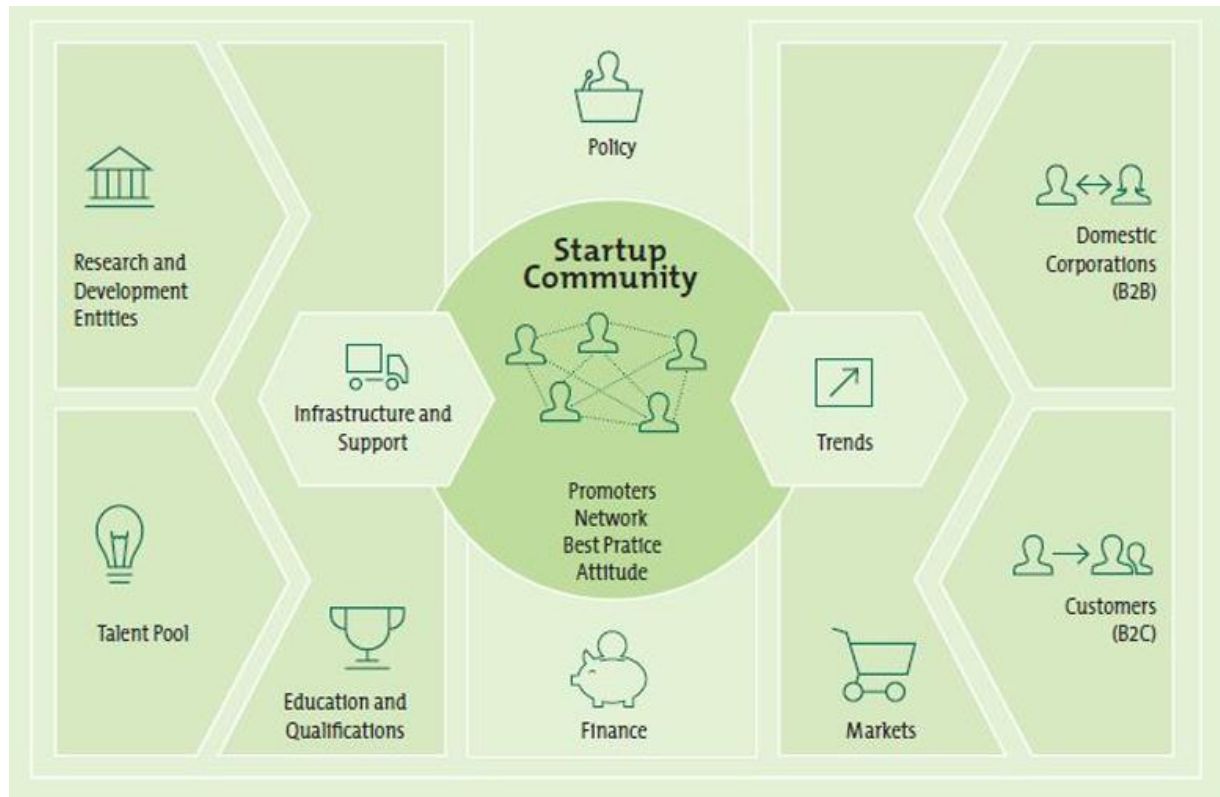 Policy
Startup
Community
Research and
Development
Entities
Domestic
Corporations
(B2B)
Infrastructure and
Support
Trends
Promoters
Network
Best Pratice
Attitude
Talent Pool
Customers
(B2C)
Education and
Qualifications
Finance
Markets